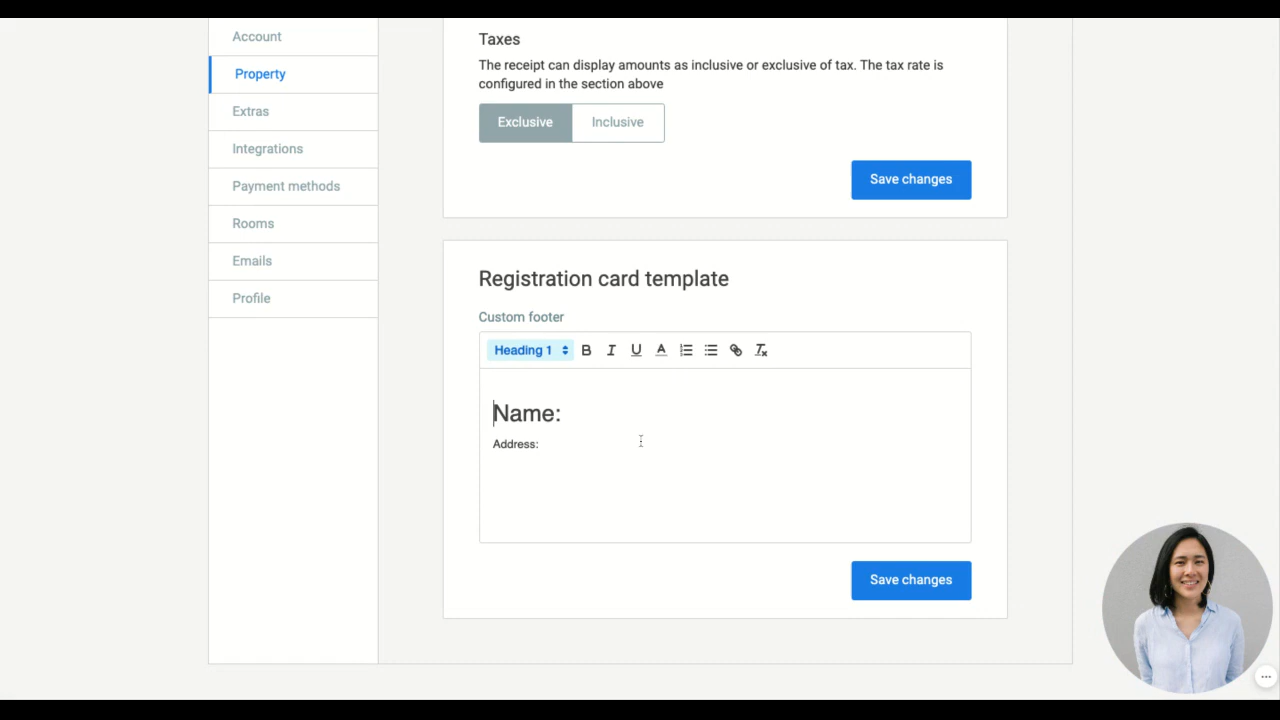 Account
Property
Extras
Integrations
Payment methods
Rooms
Emails
Profile
Taxes
The receipt can display amounts as inclusive or exclusive of tax. The tax rate is
configured in the section above
Exclusive Inclusive
Save changes
Registration card template
Custom footer
Heading 1 B I U A Tx
Name:
Address:
Save changes